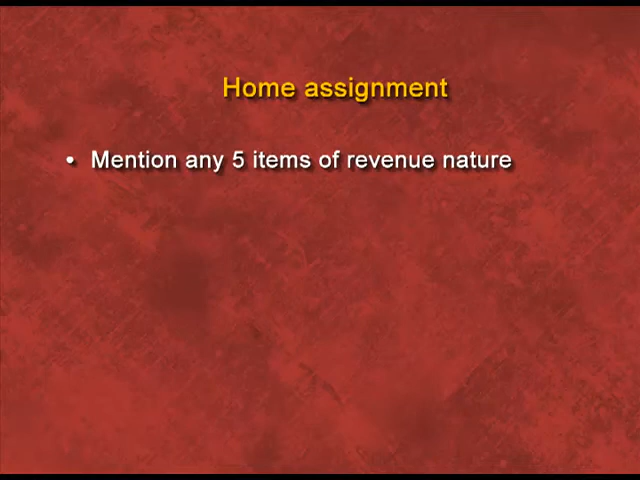 Home assignment
• Mention any 5 items of revenue nature